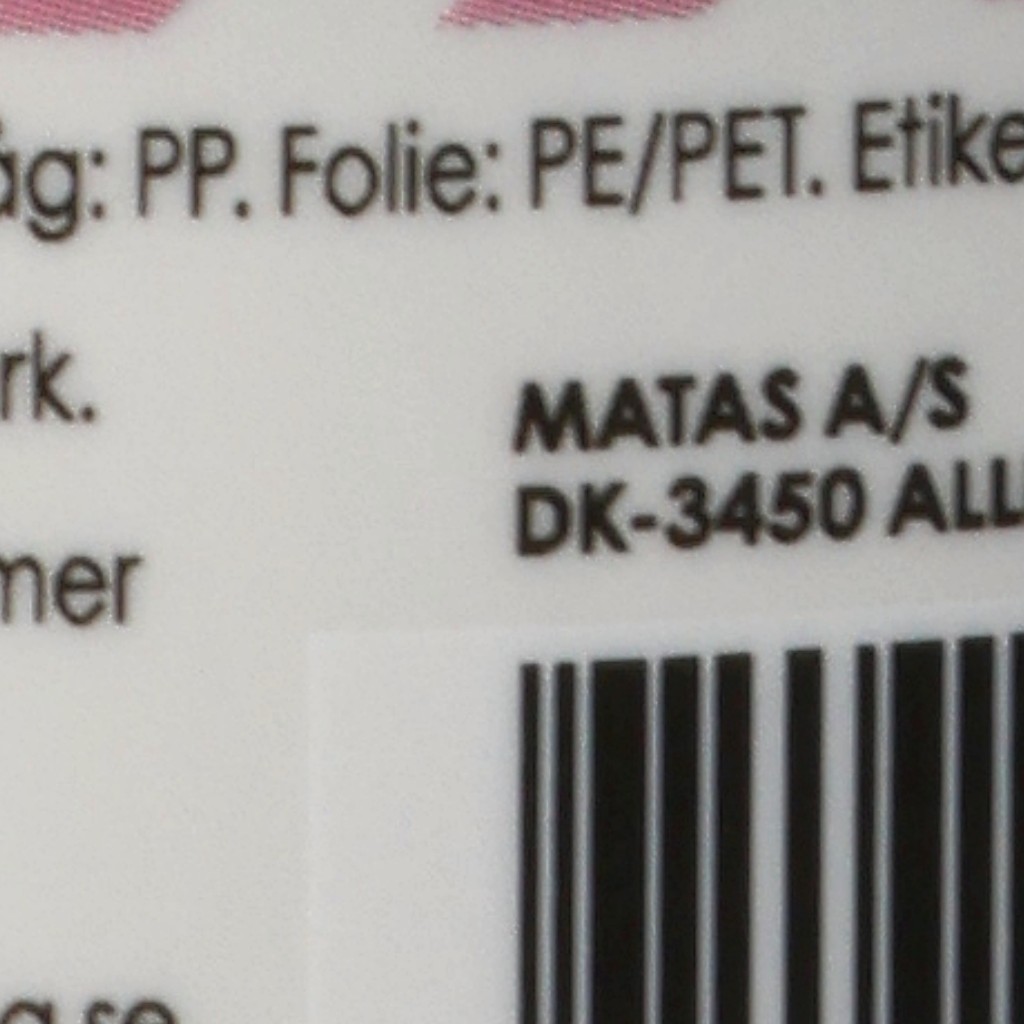 åg: PP. Folie: PE/PET. Etike
rk.
MATAS A/S
DK-3450 ALL
mer